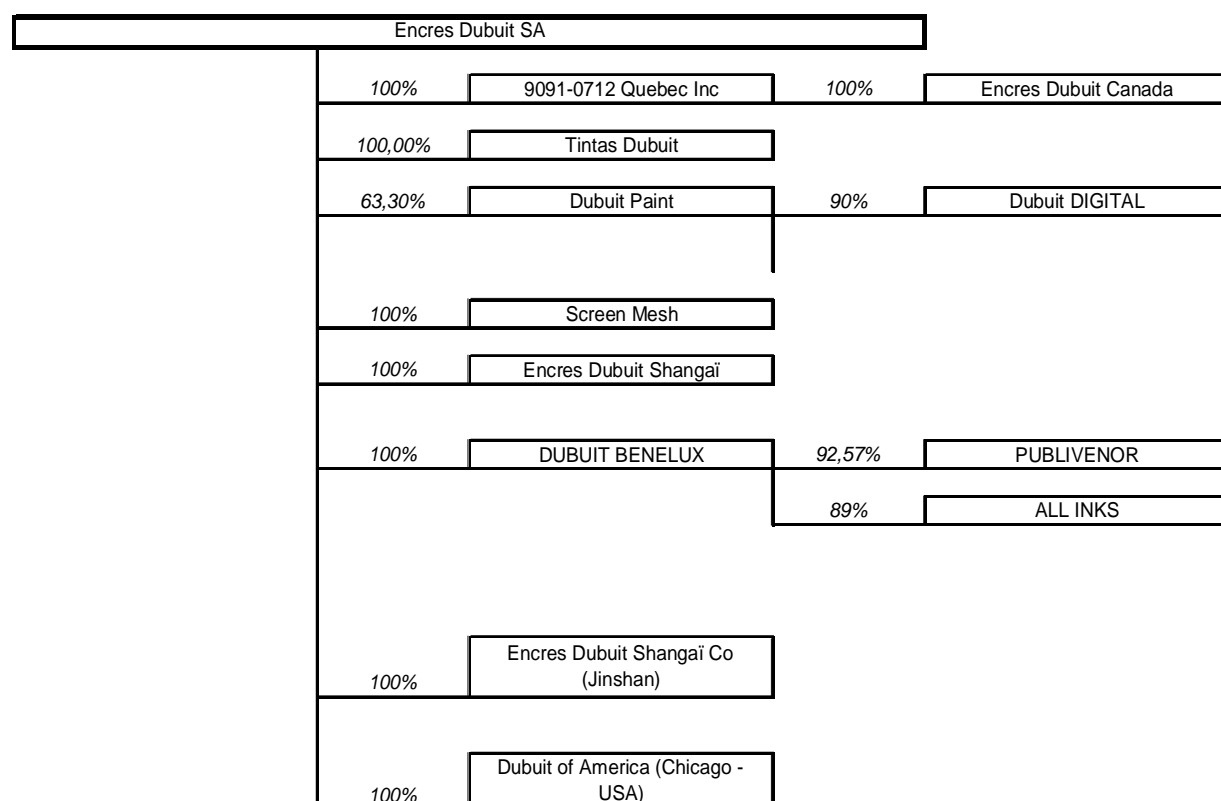 Encres Dubuit SA
100% 9091-0712 Quebec Inc 100% Encres Dubuit Canada
100,00% Tintas Dubuit
63,30% Dubuit Paint 90% Dubuit DIGITAL
100% Screen Mesh
100% Encres Dubuit Shangaï
100% DUBUIT BENELUX 92,57% PUBLIVENOR
89% ALL INKS
Encres Dubuit Shangaï Co
100% (Jinshan)
Dubuit of America (Chicago -
100% USA)